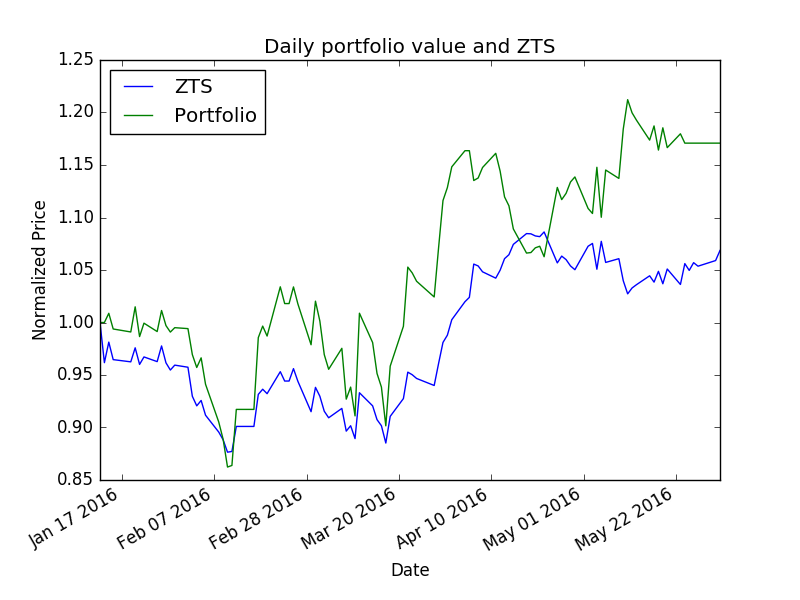 Daily portfolio value and ZTS
1.25
1.20
1.15
1.10
1.05
1.00
0.95
0.90
0.85
ZTS
Portfolio
Normalized Price
Jan 17 2016
Feb 07 2016
Feb 28 2016
Mar 20 2016
Apr 10 2016
May 01 2016
May 22 2016
Date